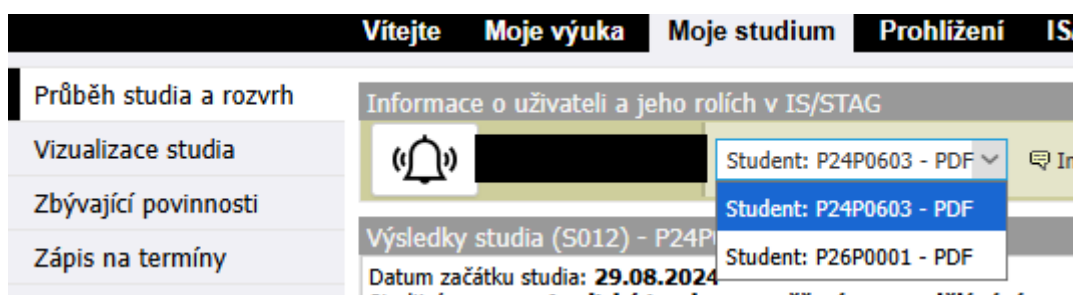 Vítejte Moje výuka Moje studium Prohlížení
Průběh studia a rozvrh
Vizualizace studia
Zbývající povinnosti
Zápis na termíny
Informace o uživateli a jeho rolích v IS/STAG
Student: P24P0603 - PDF
Student: P24P0603 - PDF
Student: P26P0001 - PDF
Výsledky studia (S012) -
Datum začátku studia: 29.08.2024